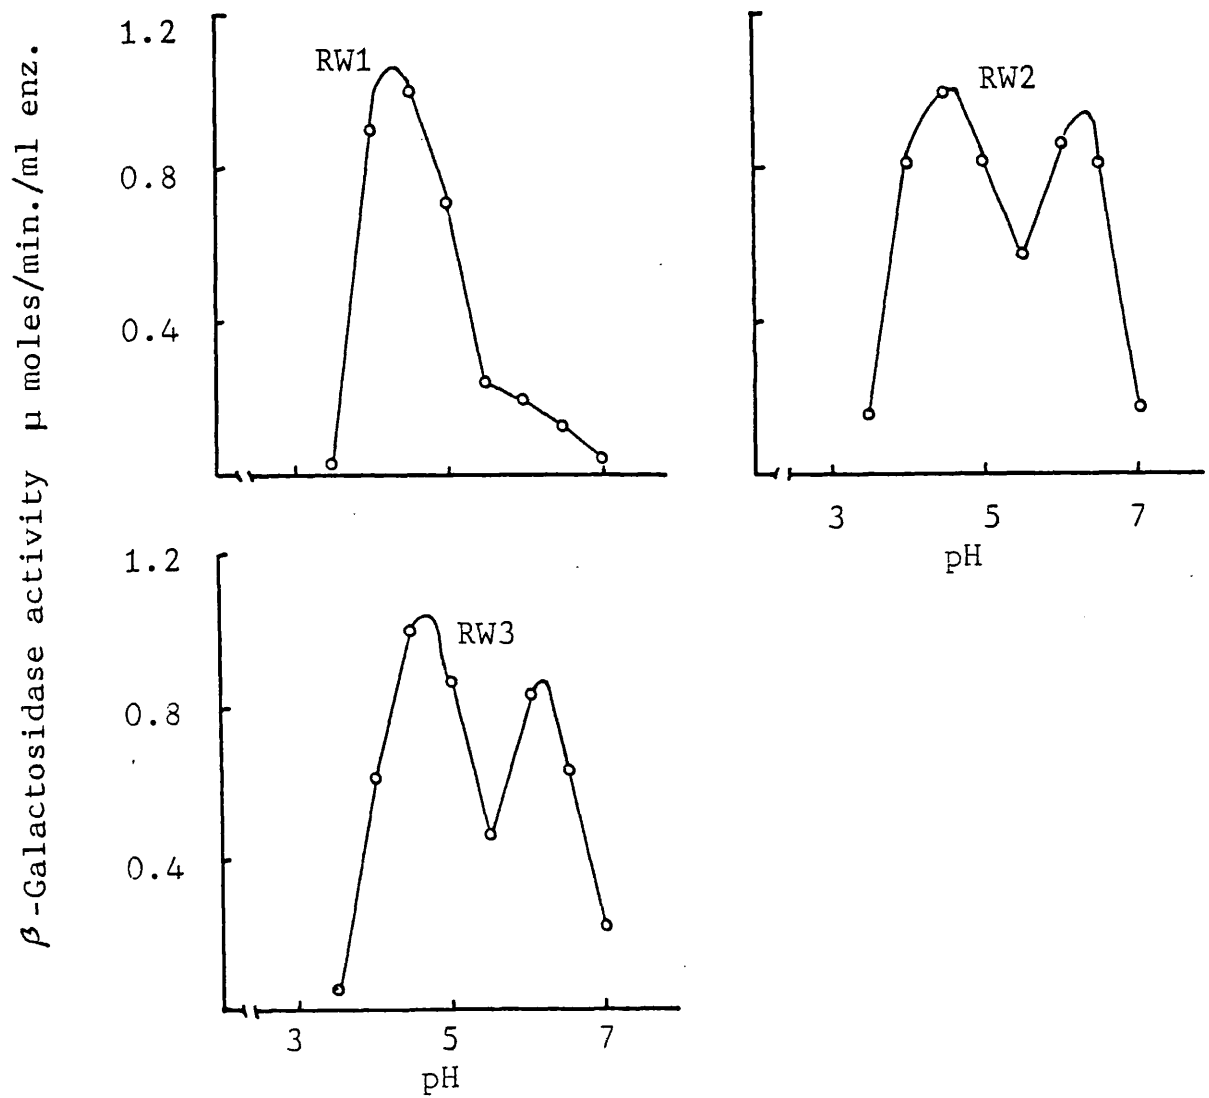 β-Galactosidase activity μ moles/min./ml enz.
1.2
0.8
0.4
RW1
RW2
3 5 7
pH
1.2
0.8
0.4
RW3
3 5 7
pH